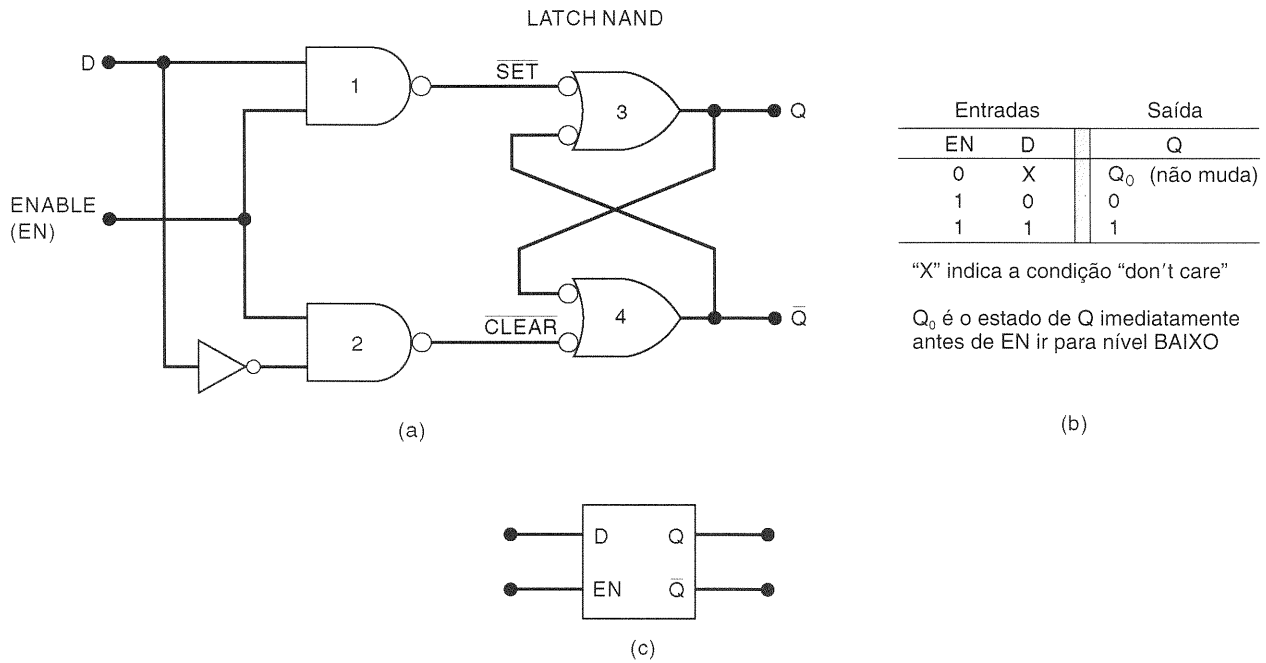 LATCH NAND
D
1
SET
3
Q
ENABLE
(EN)
2
CLEAR
4
Q̅
(a)
Entradas Saída
EN D Q
0 X Q₀ (não muda)
1 0 0
1 1 1
“X” indica a condição “don't care”
Q₀ é o estado de Q imediatamente
antes de EN ir para nível BAIXO
(b)
D Q
EN Q̅
(c)